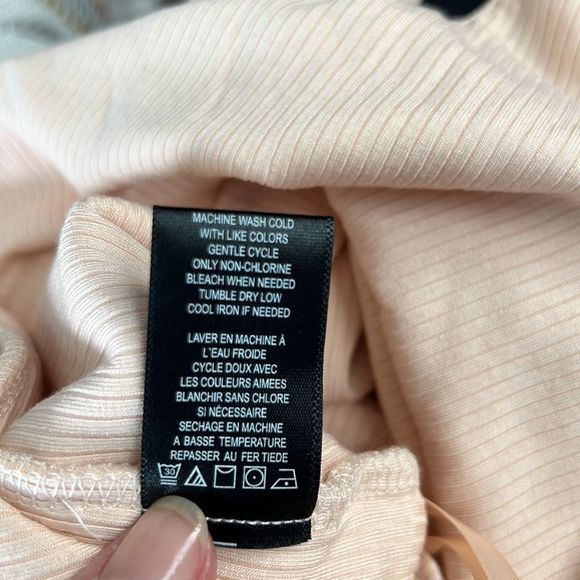 MACHINE WASH COLD
WITH LIKE COLORS
GENTLE CYCLE
ONLY NON-CHLORINE
BLEACH WHEN NEEDED
TUMBLE DRY LOW
COOL IRON IF NEEDED
LAVER EN MACHINE À
L'EAU FROIDE
CYCLE DOUX AVEC
LES COULEURS AIMEES
BLANCHIR SANS CHLORE
SI NÉCESSAIRE
SECHAGE EN MACHINE
A BASSE TEMPERATURE
REPASSER AU FER TIEDE
30